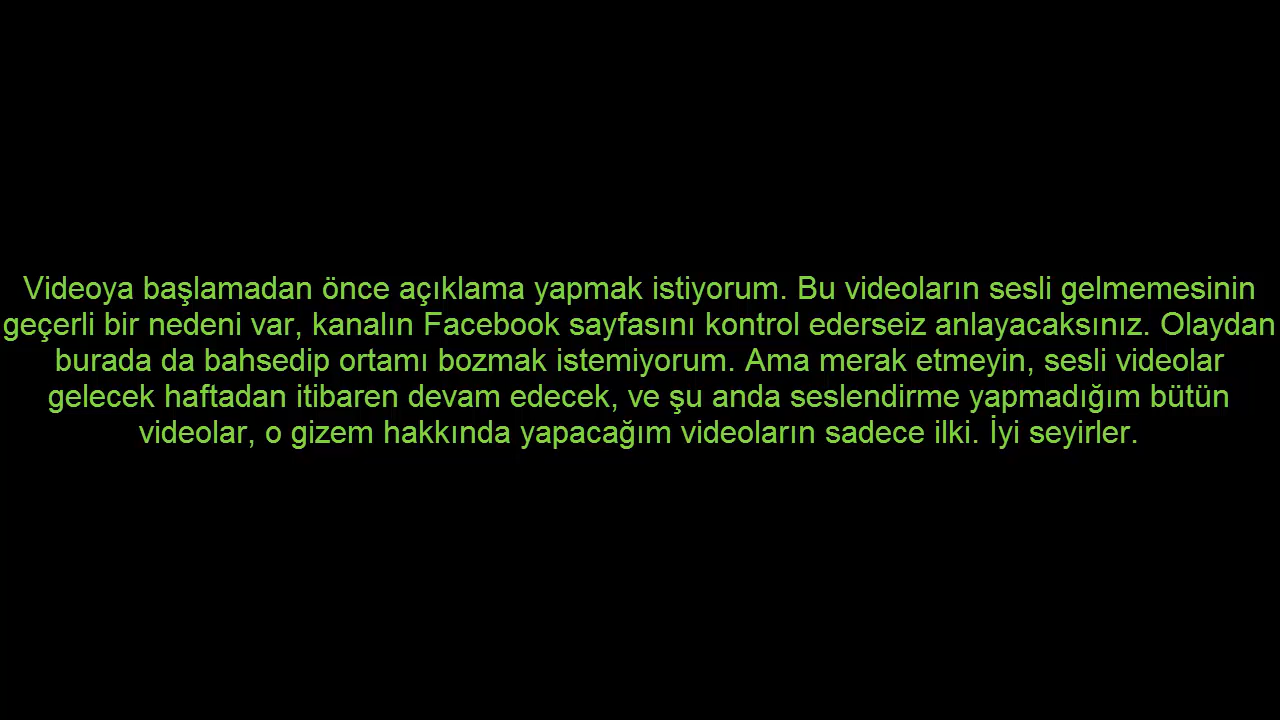 Videoya başlamadan önce açıklama yapmak istiyorum. Bu videoların sesli gelmemesinin
geçerli bir nedeni var, kanalın Facebook sayfasını kontrol ederseiz anlayacaksınız. Olaydan
burada da bahsedip ortamı bozmak istemiyorum. Ama merak etmeyin, sesli videolar
gelecek haftadan itibaren devam edecek, ve şu anda seslendirme yapmadığım bütün
videolar, o gizem hakkında yapacağım videoların sadece ilki. İyi seyirler.